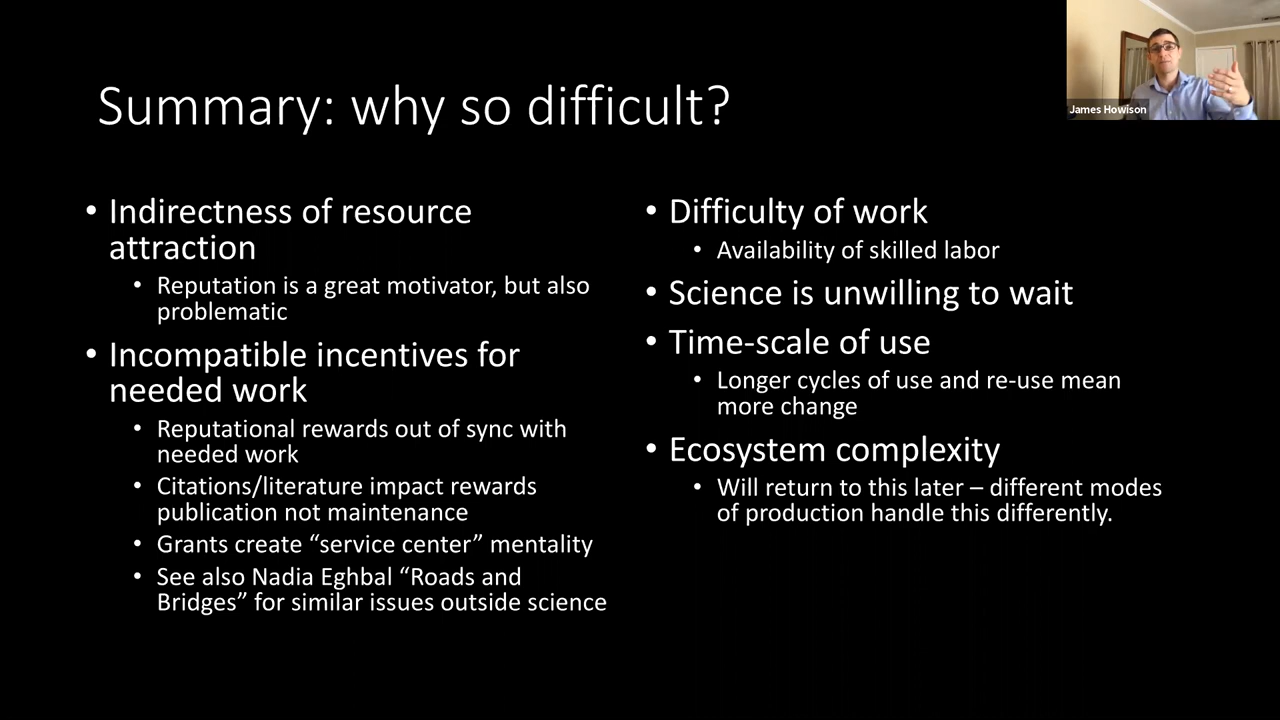 Summary: why so difficult?
James Howison
• Indirectness of resource
attraction
• Reputation is a great motivator, but also
problematic
• Incompatible incentives for
needed work
• Reputational rewards out of sync with
needed work
• Citations/literature impact rewards
publication not maintenance
• Grants create “service center” mentality
• See also Nadia Eghbal “Roads and
Bridges” for similar issues outside science
• Difficulty of work
• Availability of skilled labor
• Science is unwilling to wait
• Time-scale of use
• Longer cycles of use and re-use mean
more change
• Ecosystem complexity
• Will return to this later – different modes
of production handle this differently.